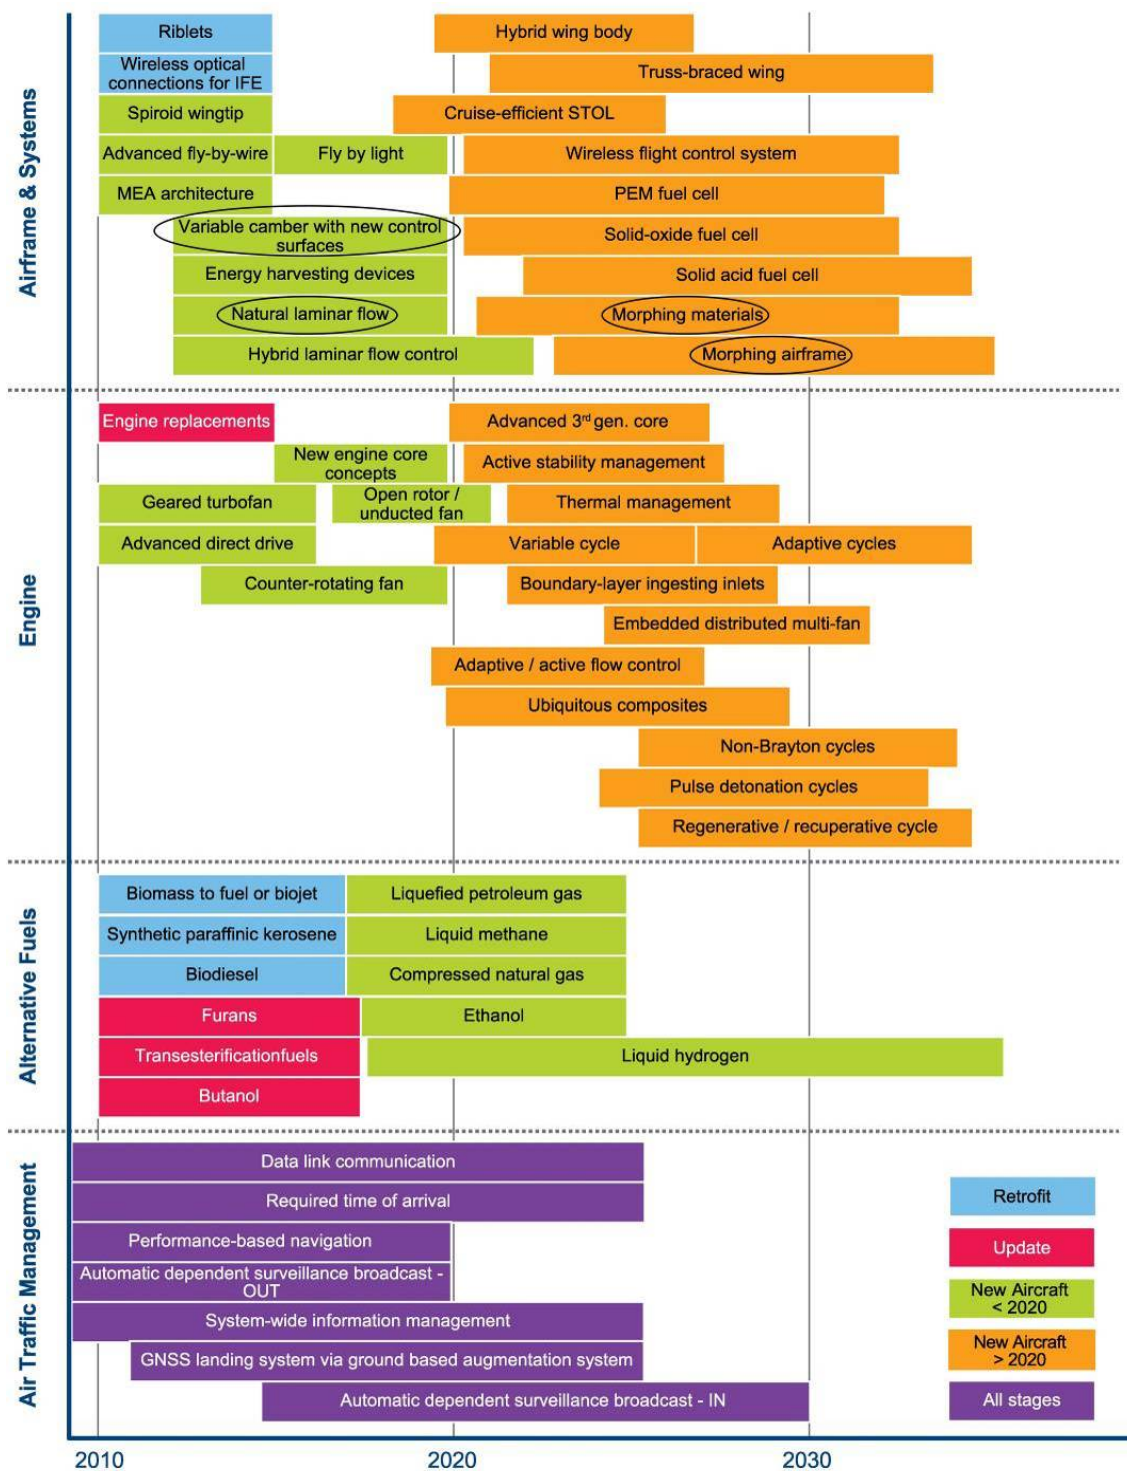 Airframe & Systems
Riblets
Hybrid wing body
Wireless optical
connections for IFE
Truss-braced wing
Spiroid wingtip
Cruise-efficient STOL
Advanced fly-by-wire
Fly by light
Wireless flight control system
MEA architecture
PEM fuel cell
Variable camber with new control
surfaces
Solid-oxide fuel cell
Energy harvesting devices
Solid acid fuel cell
Natural laminar flow
Morphing materials
Hybrid laminar flow control
Morphing airframe
Engine
Engine replacements
Advanced 3rd gen. core
New engine core
concepts
Active stability management
Geared turbofan
Open rotor /
unducted fan
Thermal management
Advanced direct drive
Variable cycle
Adaptive cycles
Counter-rotating fan
Boundary-layer ingesting inlets
Embedded distributed multi-fan
Adaptive / active flow control
Ubiquitous composites
Non-Brayton cycles
Pulse detonation cycles
Regenerative / recuperative cycle
Alternative Fuels
Biomass to fuel or biojet
Liquefied petroleum gas
Synthetic paraffinic kerosene
Liquid methane
Biodiesel
Compressed natural gas
Furans
Ethanol
Transesterificationfuels
Liquid hydrogen
Butanol
Air Traffic Management
Data link communication
Required time of arrival
Performance-based navigation
Automatic dependent surveillance broadcast -
OUT
System-wide information management
GNSS landing system via ground based augmentation system
Automatic dependent surveillance broadcast - IN
Retrofit
Update
New Aircraft
< 2020
New Aircraft
> 2020
All stages
2010
2020
2030